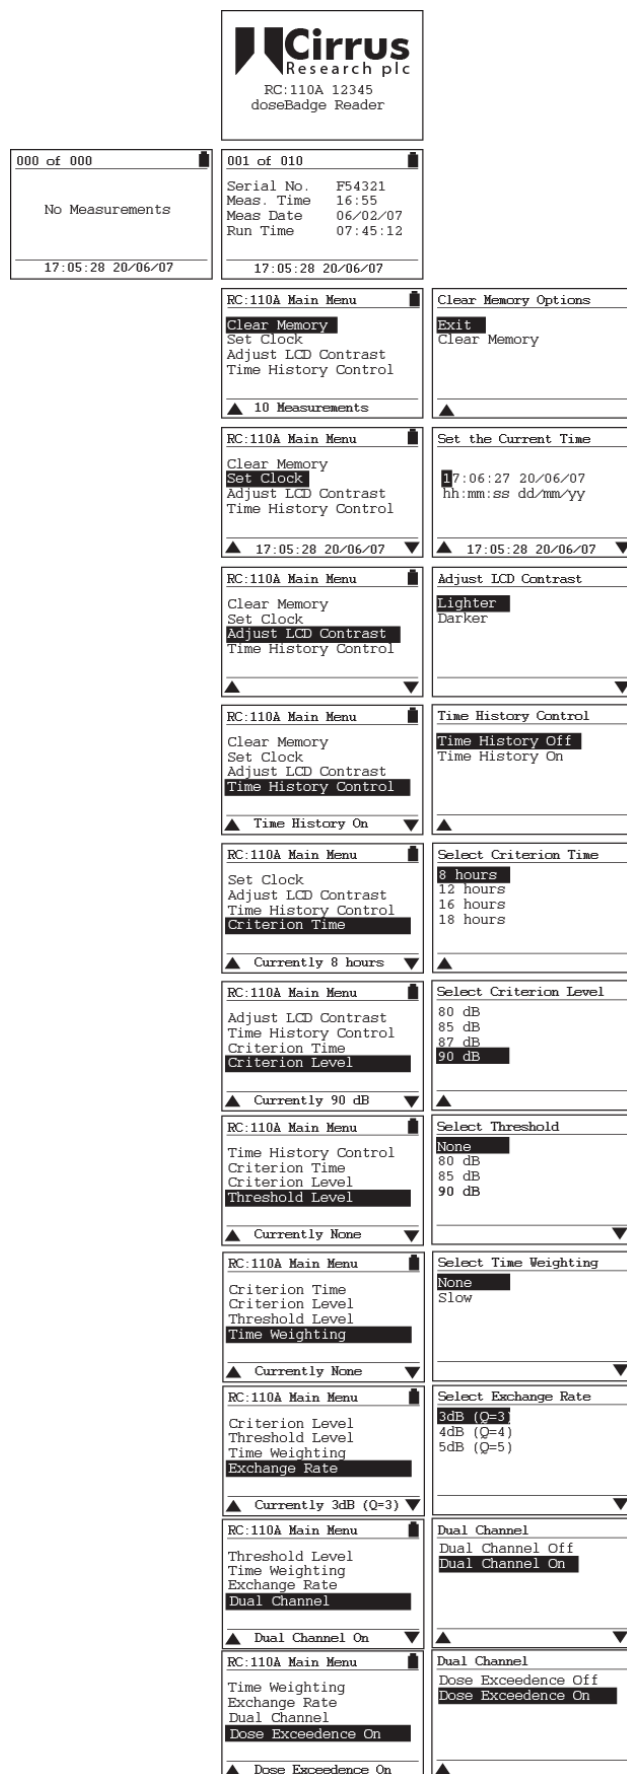 Cirrus
Research plc
RC:110A 12345
doseBadge Reader
000 of 000
No Measurements
17:05:28 20/06/07
001 of 010
Serial No. F54321
Meas. Time 16:55
Meas Date 06/02/07
Run Time 07:45:12
17:05:28 20/06/07
RC:110A Main Menu
Clear Memory
Set Clock
Adjust LCD Contrast
Time History Control
10 Measurements
Clear Memory Options
Exit
Clear Memory
RC:110A Main Menu
Clear Memory
Set Clock
Adjust LCD Contrast
Time History Control
17:05:28 20/06/07
Set the Current Time
17:06:27 20/06/07
hh:mm:ss dd/mm/yy
17:05:28 20/06/07
RC:110A Main Menu
Clear Memory
Set Clock
Adjust LCD Contrast
Time History Control
Adjust LCD Contrast
Lighter
Darker
RC:110A Main Menu
Clear Memory
Set Clock
Adjust LCD Contrast
Time History Control
Time History On
Time History Control
Time History Off
Time History On
RC:110A Main Menu
Set Clock
Adjust LCD Contrast
Time History Control
Criterion Time
Currently 8 hours
Select Criterion Time
8 hours
12 hours
16 hours
18 hours
RC:110A Main Menu
Adjust LCD Contrast
Time History Control
Criterion Time
Criterion Level
Currently 90 dB
Select Criterion Level
80 dB
85 dB
87 dB
90 dB
RC:110A Main Menu
Time History Control
Criterion Time
Criterion Level
Threshold Level
Currently None
Select Threshold
None
80 dB
85 dB
90 dB
RC:110A Main Menu
Criterion Time
Criterion Level
Threshold Level
Time Weighting
Currently None
Select Time Weighting
None
Slow
RC:110A Main Menu
Criterion Level
Threshold Level
Time Weighting
Exchange Rate
Currently 3dB (Q=3)
Select Exchange Rate
3dB (Q=3)
4dB (Q=4)
5dB (Q=5)
RC:110A Main Menu
Threshold Level
Time Weighting
Exchange Rate
Dual Channel
Dual Channel On
Dual Channel
Dual Channel Off
Dual Channel On
RC:110A Main Menu
Time Weighting
Exchange Rate
Dual Channel
Dose Exceedence On
Dose Exceedence On
Dual Channel
Dose Exceedence Off
Dose Exceedence On